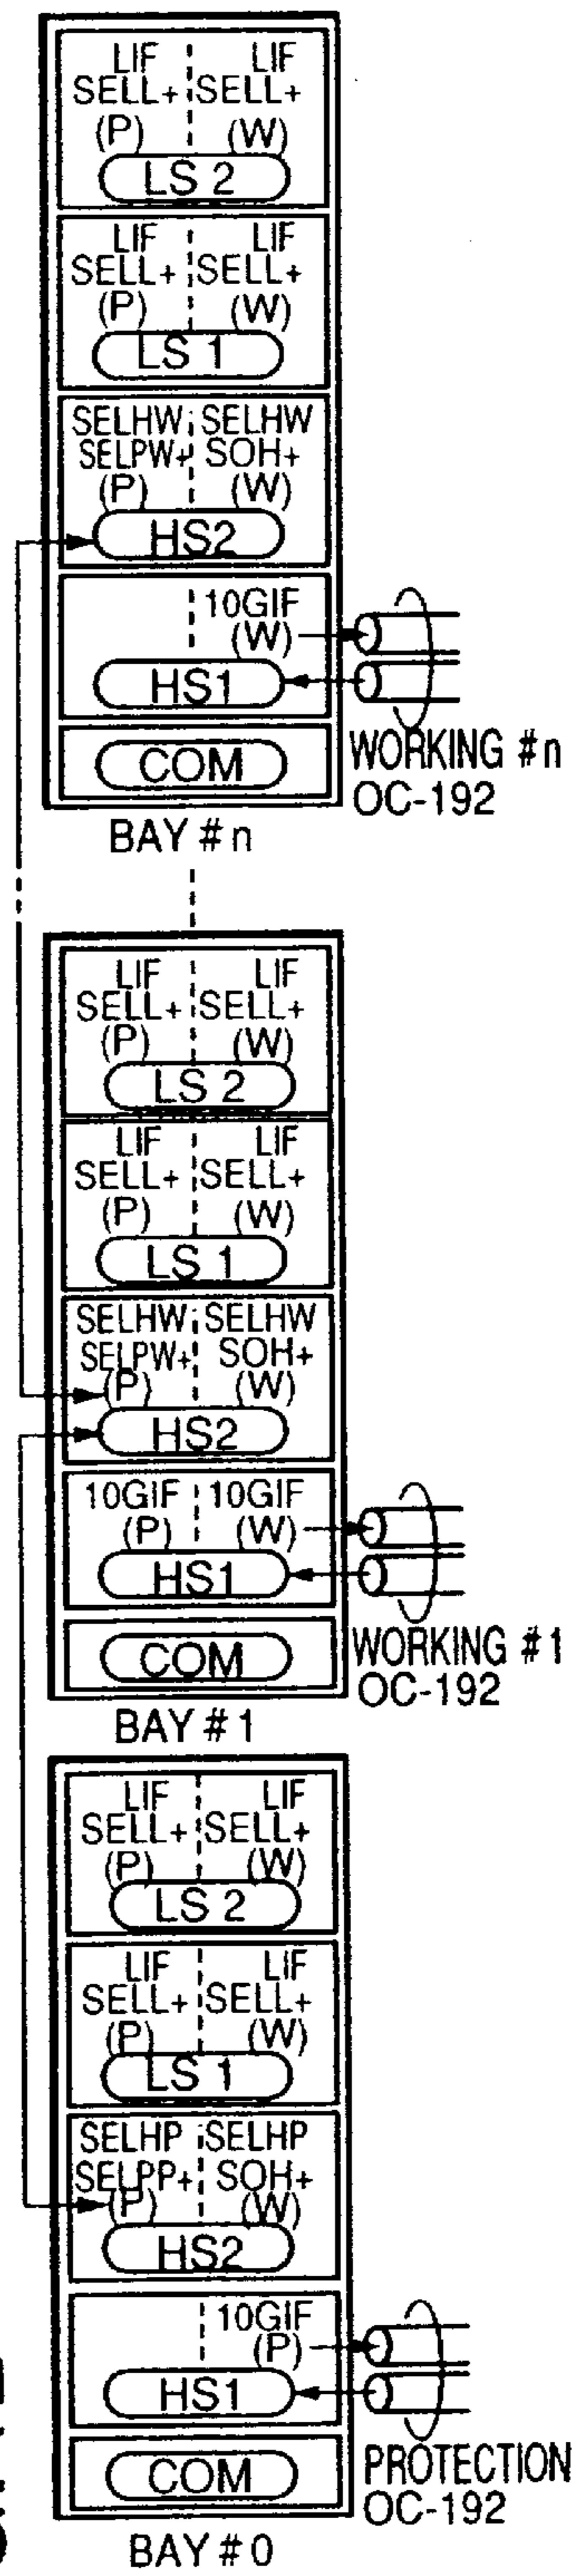 LIF LIF
SELL+ SELL+
(P) (W)
LS 2
LIF LIF
SELL+ SELL+
(P) (W)
LS 1
SELHW SELHW
SELPW+ SOH+
(P) (W)
HS2
10GIF
(W)
HS1
COM
WORKING #n
OC-192
BAY #n
LIF LIF
SELL+ SELL+
(P) (W)
LS 2
LIF LIF
SELL+ SELL+
(P) (W)
LS 1
SELHW SELHW
SELPW+ SOH+
(P) (W)
HS2
10GIF 10GIF
(P) (W)
HS1
COM
WORKING #1
OC-192
BAY #1
LIF LIF
SELL+ SELL+
(P) (W)
LS 2
LIF LIF
SELL+ SELL+
(P) (W)
LS 1
SELHP SELHP
SELPP+ SOH+
(P) (W)
HS2
10GIF
(P)
HS1
COM
PROTECTION
OC-192
BAY #0